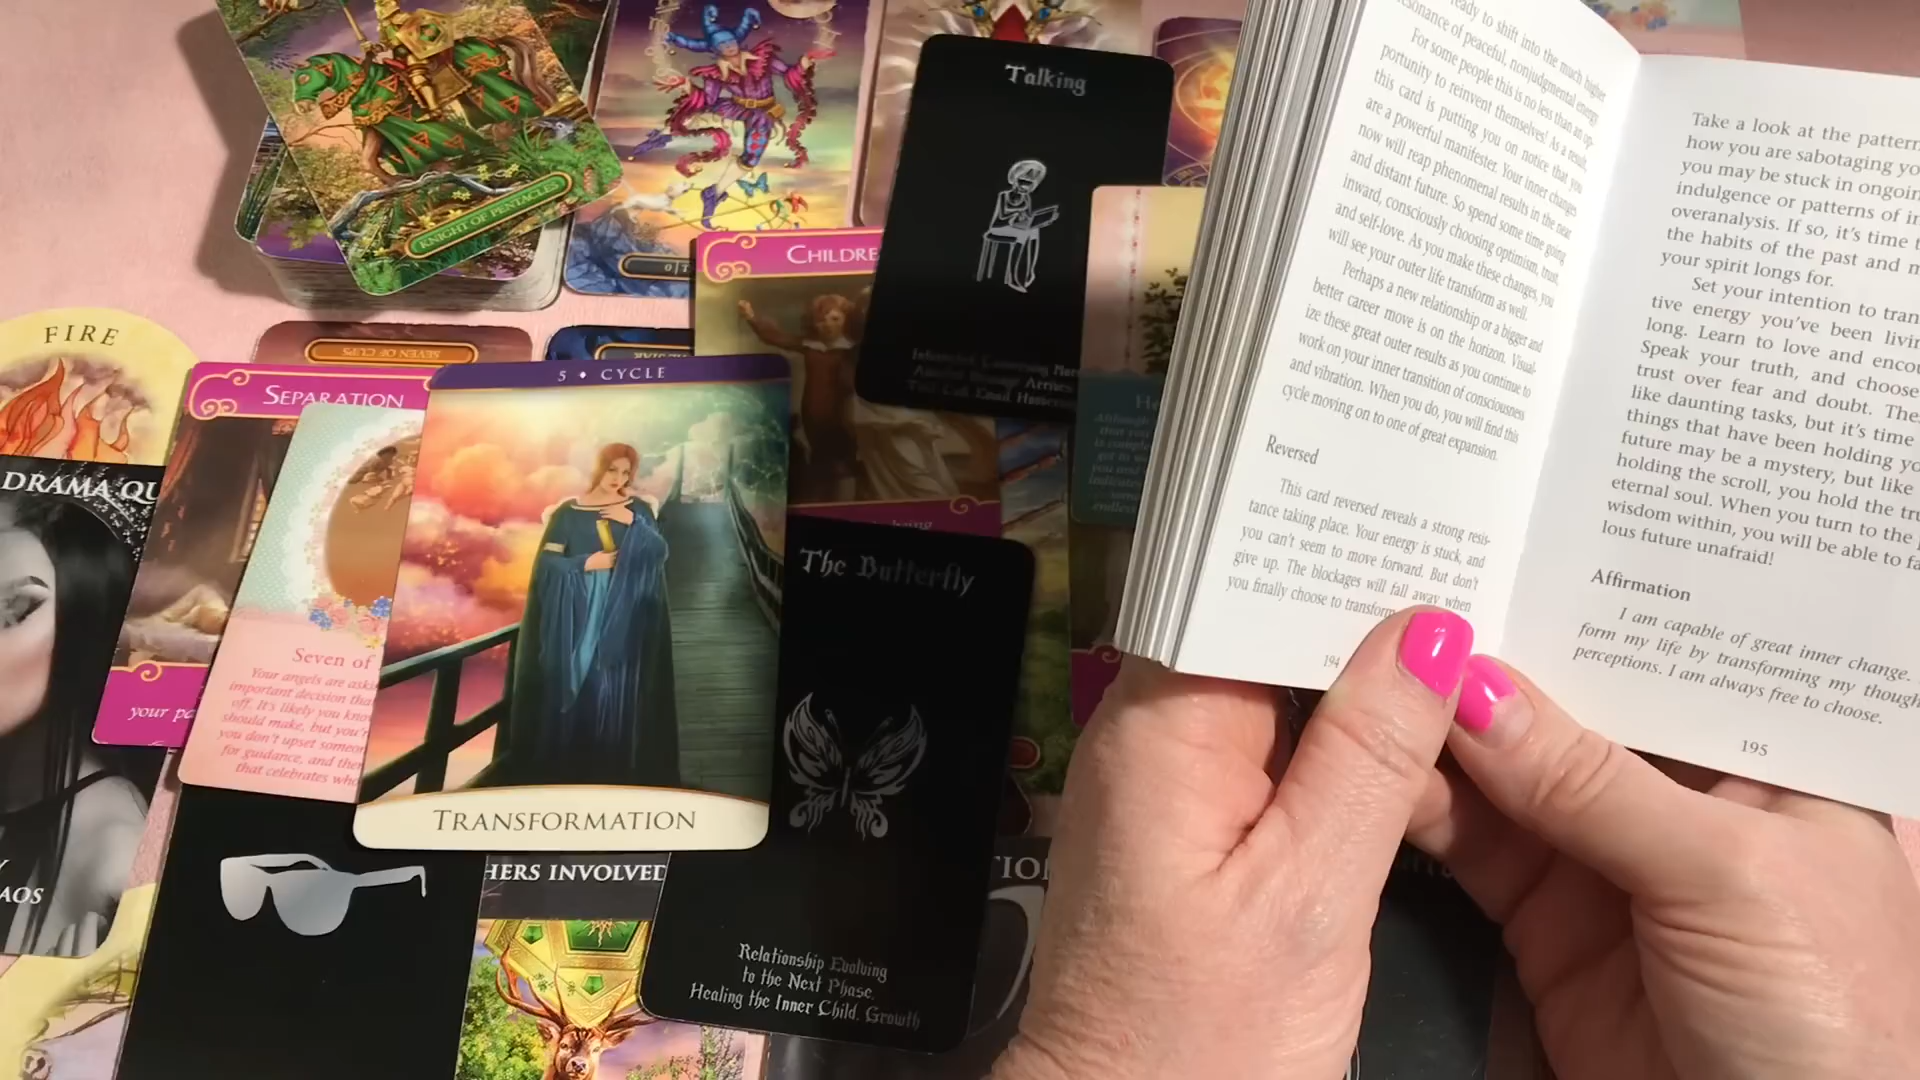 KNIGHT OF PENTACLES
Talking
CHILDRE
FIRE
SEVEN OF CUPS
THE STAR
SEPARATION
DRAMA QU
AOS
your pe
Seven of
Your angels are aski
important decision tha
off. It's likely you kno
should make, but you'r
you don't upset someon
for guidance, and then
that celebrates who
5 ♦ CYCLE
TRANSFORMATION
being
The Butterfly
Relationship Evolving
to the Next Phase.
Healing the Inner Child. Growth
HERS INVOLVED
TION
ready to shift into the much higher
resonance of peaceful, nonjudgmental energy
For some people this is no less than an op-
portunity to reinvent themselves! As a result,
this card is putting you on notice that you
are a powerful manifester. Your inner changes
now will reap phenomenal results in the near
and distant future. So spend some time going
inward, consciously choosing optimism, trust,
and self-love. As you make these changes, you
will see your outer life transform as well.
Perhaps a new relationship or a bigger and
better career move is on the horizon. Visual-
ize these great outer results as you continue to
work on your inner transition of consciousness
and vibration. When you do, you will find this
cycle moving on to one of great expansion.
Reversed
This card reversed reveals a strong resis-
tance taking place. Your energy is stuck, and
you can't seem to move forward. But don't
give up. The blockages will fall away when
you finally choose to transform
194
Take a look at the pattern
how you are sabotaging yo
you may be stuck in ongoin
indulgence or patterns of in
overanalysis. If so, it's time t
the habits of the past and m
your spirit longs for.
Set your intention to tran
tive energy you've been livin
long. Learn to love and encou
Speak your truth, and choose
trust over fear and doubt. The
like daunting tasks, but it's time
things that have been holding yo
future may be a mystery, but like
holding the scroll, you hold the tru
eternal soul. When you turn to the
wisdom within, you will be able to fa
lous future unafraid!
Affirmation
I am capable of great inner change.
form my life by transforming my though
perceptions. I am always free to choose.
195